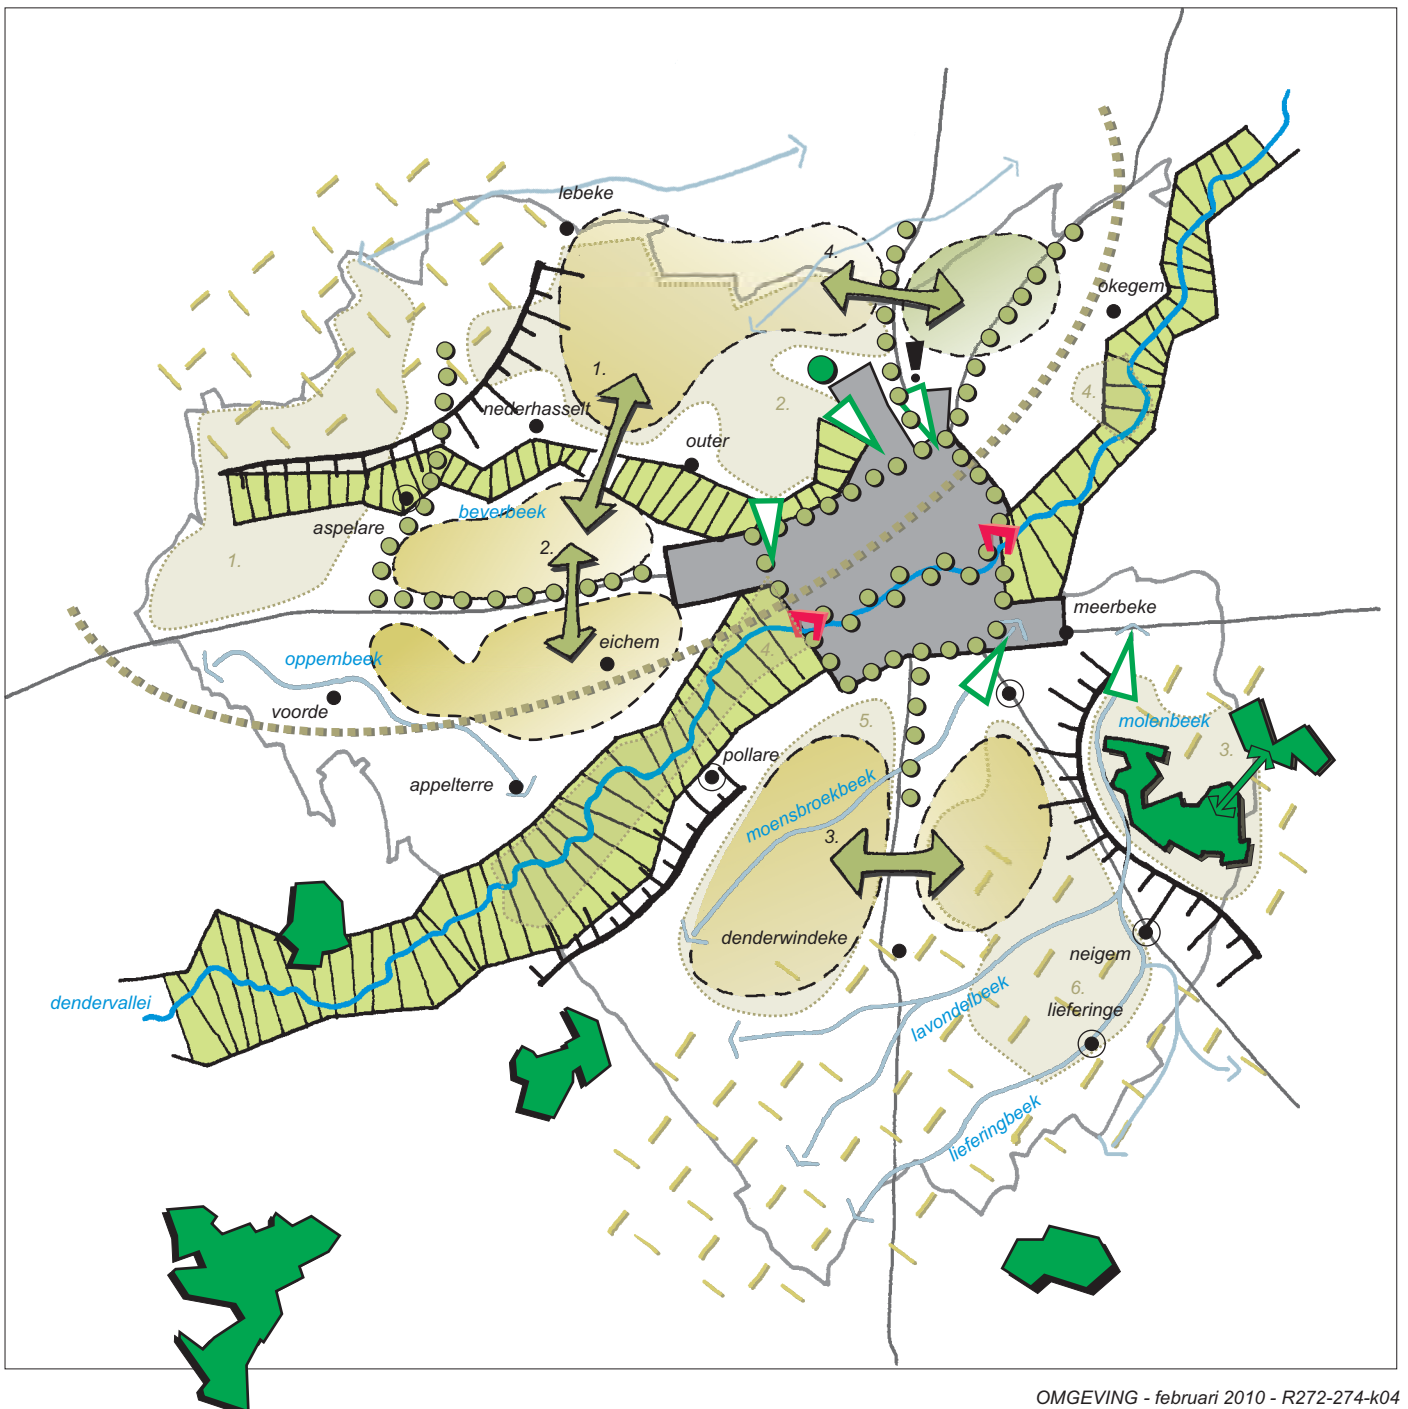 lebeke
4.
okegem
1.
nederhasselt
2.
4.
outer
aspelare
beverbeek
2.
1.
meerbeke
eichem
4.
oppembeek
voorde
molenbeek
5.
3.
pollare
appelterre
moensbroekbeek
3.
denderwindeke
neigem
6.
dendervallei
lieferinge
lavondelbeek
lieferingbeek
OMGEVING - februari 2010 - R272-274-k04